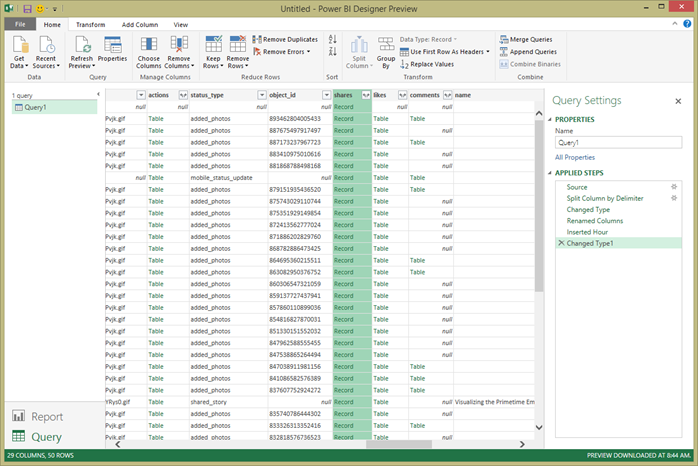 Untitled - Power BI Designer Preview
File Home Transform Add Column View
Get Data Recent Sources Refresh Preview Properties Choose Columns Remove Columns Keep Rows Remove Rows Remove Duplicates Remove Errors Split Column Group By Data Type: Record Use First Row As Headers Replace Values Merge Queries Append Queries Combine Binaries
Data Query Manage Columns Reduce Rows Sort Transform Combine
1 query
Query1
actions status_type object_id shares likes comments name
null null null null Record null null null
Pvjk.gif Table added_photos 893462804005433 Record Table Table
Pvjk.gif Table added_photos 887675497917497 Record Table null
Pvjk.gif Table added_photos 887173237967723 Record Table Table
Pvjk.gif Table added_photos 883410975010616 Record Table null
Pvjk.gif Table added_photos 881868788498168 Record Table null
null Table mobile_status_update null Record Table Table
Pvjk.gif Table added_photos 879151935436520 Record Table Table
Pvjk.gif Table added_photos 875743029110744 Record Table null
Pvjk.gif Table added_photos 875351929149854 Record Table null
Pvjk.gif Table added_photos 872413562777024 Record Table null
Pvjk.gif Table added_photos 871886202829760 Record Table null
Pvjk.gif Table added_photos 868782886473425 Record Table null
Pvjk.gif Table added_photos 864695360215511 Record Table Table
Pvjk.gif Table added_photos 863082950376752 Record Table Table
Pvjk.gif Table added_photos 860306547321059 Record Table null
Pvjk.gif Table added_photos 859137727437941 Record Table null
Pvjk.gif Table added_photos 857860110899036 Record Table null
Pvjk.gif Table added_photos 854816827870031 Record Table null
Pvjk.gif Table added_photos 851330151552032 Record Table null
Pvjk.gif Table added_photos 847962588555455 Record Table null
Pvjk.gif Table added_photos 847538865264494 Record Table null
Pvjk.gif Table added_photos 847038911981156 Record Table Table
Pvjk.gif Table added_photos 841086582576389 Record Table Table
Pvjk.gif Table added_photos 837607752924272 Record Table Table
YRys0.gif Table shared_story null Record Table null Visualizing the Primetime Em
Pvjk.gif Table added_photos 835740786444302 Record Table null
Pvjk.gif Table added_photos 833326313352416 Record Table Table
Pvjk.gif Table added_photos 832818576736523 Record Table null
Query Settings
PROPERTIES
Name
Query1
All Properties
APPLIED STEPS
Source
Split Column by Delimiter
Changed Type
Renamed Columns
Inserted Hour
Changed Type1
Report
Query
29 COLUMNS, 50 ROWS PREVIEW DOWNLOADED AT 8:44 AM.